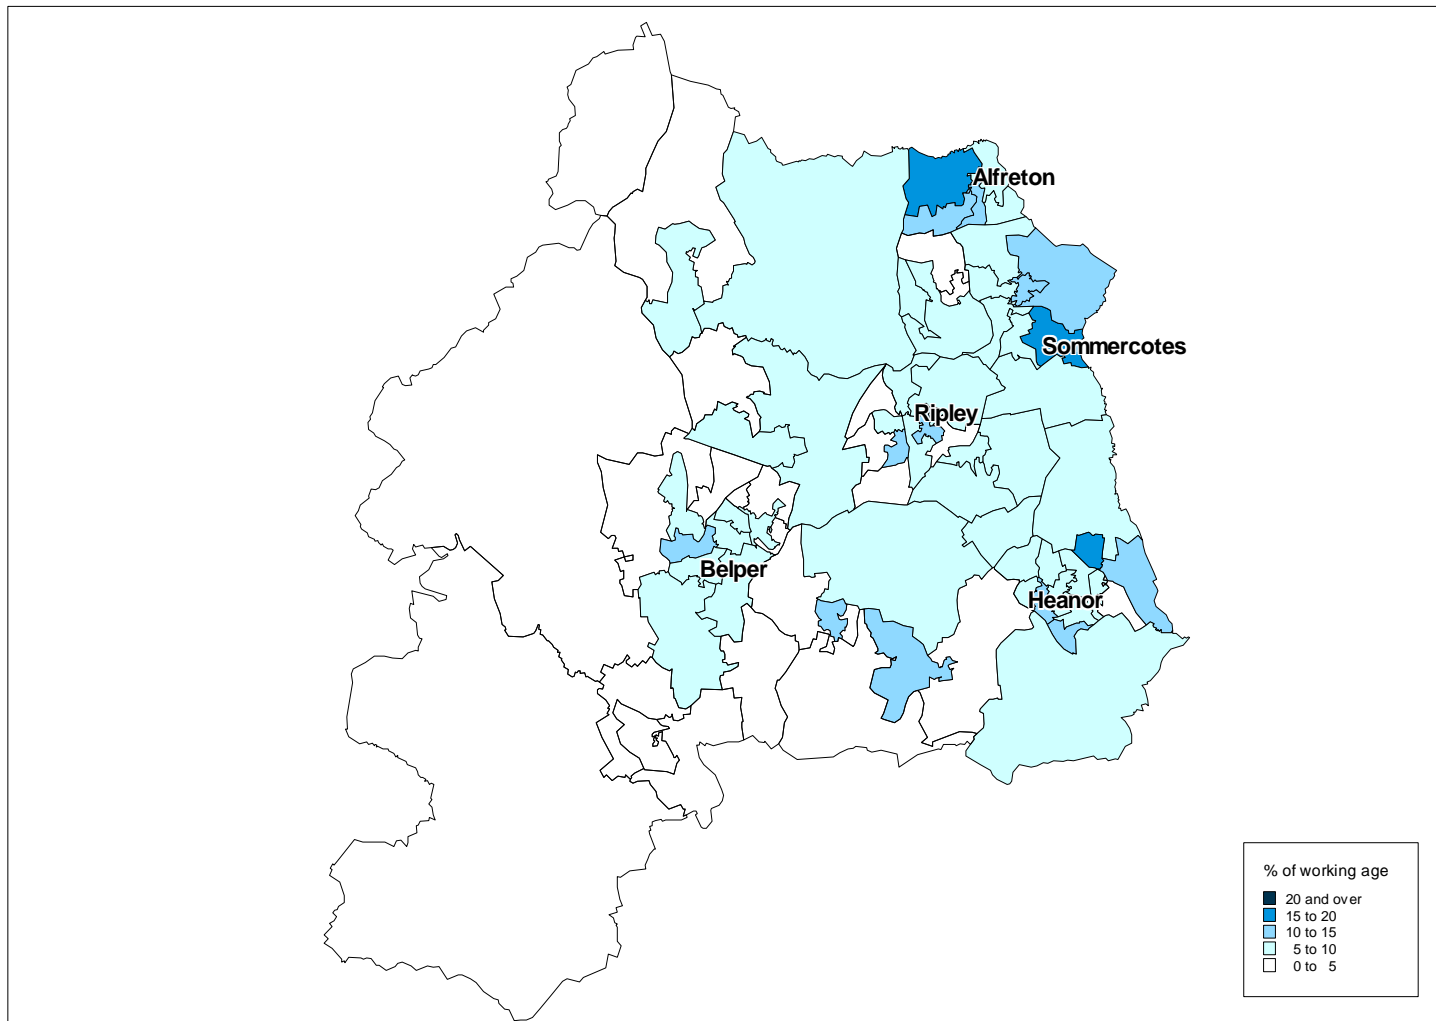 Alfreton
Sommercotes
Ripley
Belper
Heanor
% of working age
20 and over
15 to 20
10 to 15
5 to 10
0 to 5